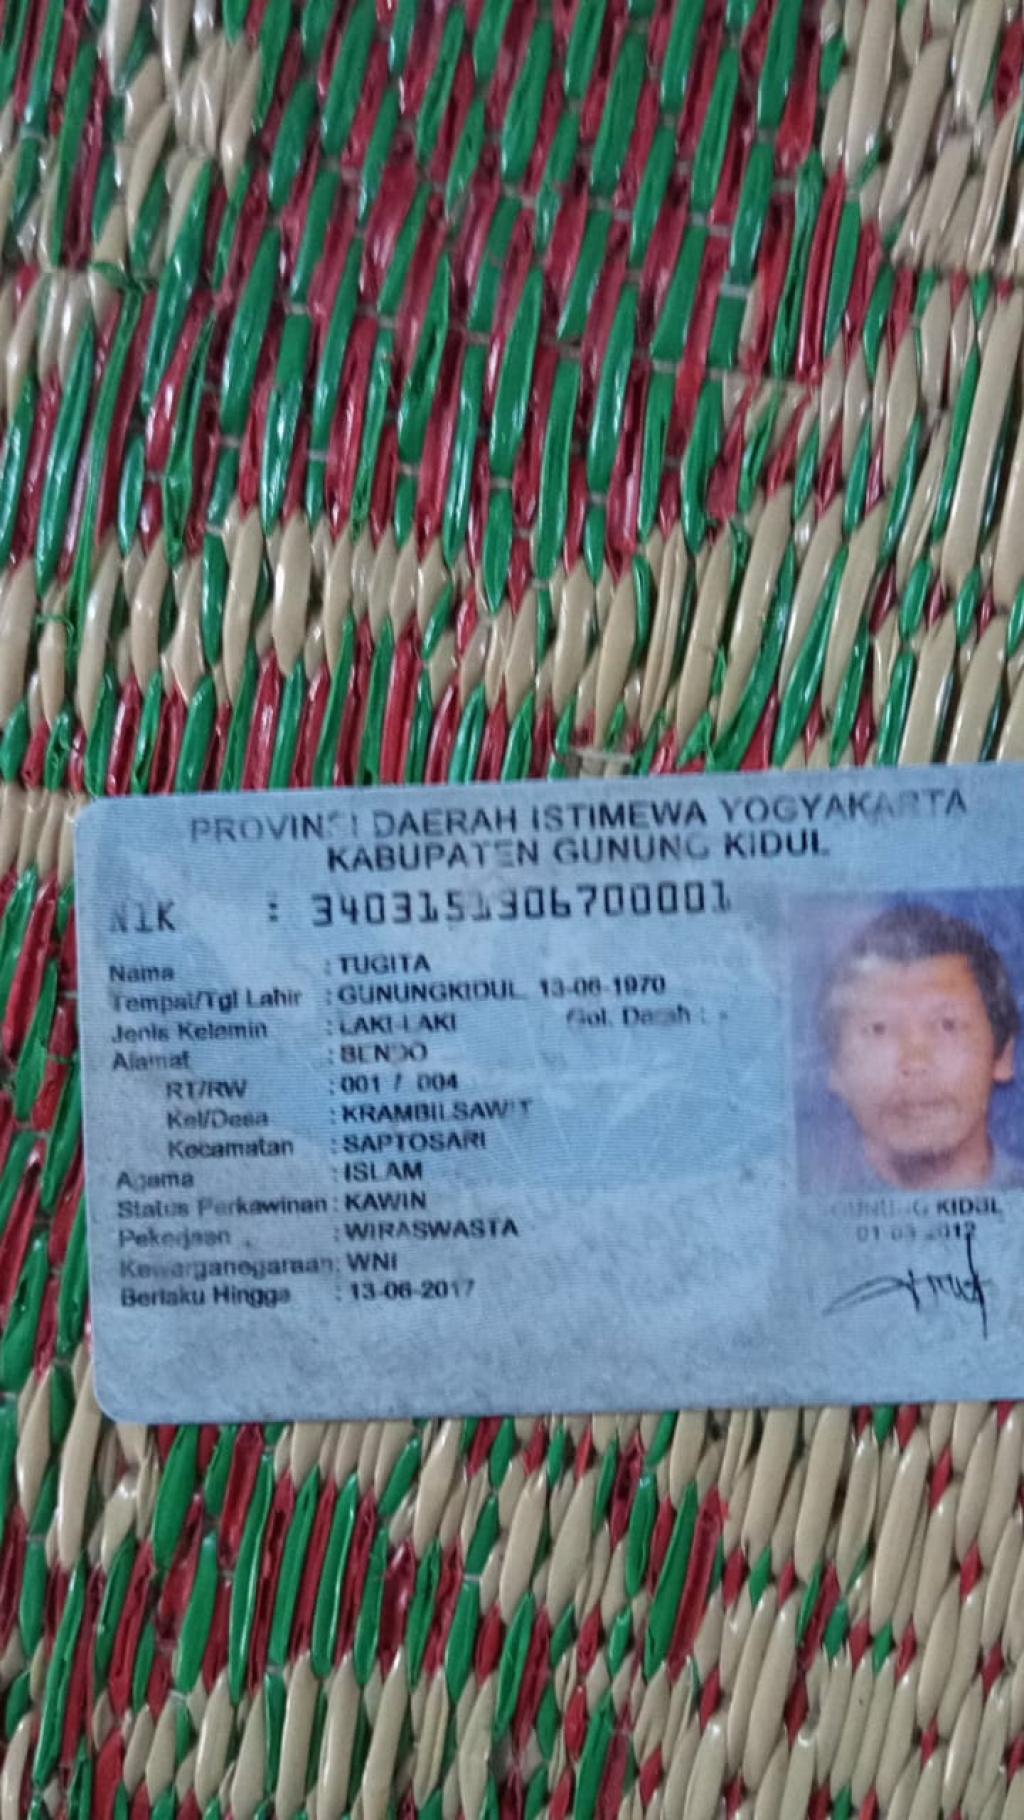 PROVINSI DAERAH ISTIMEWA YOGYAKARTA
KABUPATEN GUNUNG KIDUL
NIK : 3403151306700001
Nama : TUGITA
Tempat/Tgl Lahir : GUNUNGKIDUL 13-06-1970
Jenis Kelamin : LAKI-LAKI Gol. Darah : -
Alamat : BENDO
RT/RW : 001 / 004
Kel/Desa : KRAMBILSAWIT
Kecamatan : SAPTOSARI
Agama : ISLAM
Status Perkawinan : KAWIN
Pekerjaan : WIRASWASTA
Kewarganegaraan: WNI
Berlaku Hingga : 13-06-2017
GUNUNG KIDUL
01-03-2012